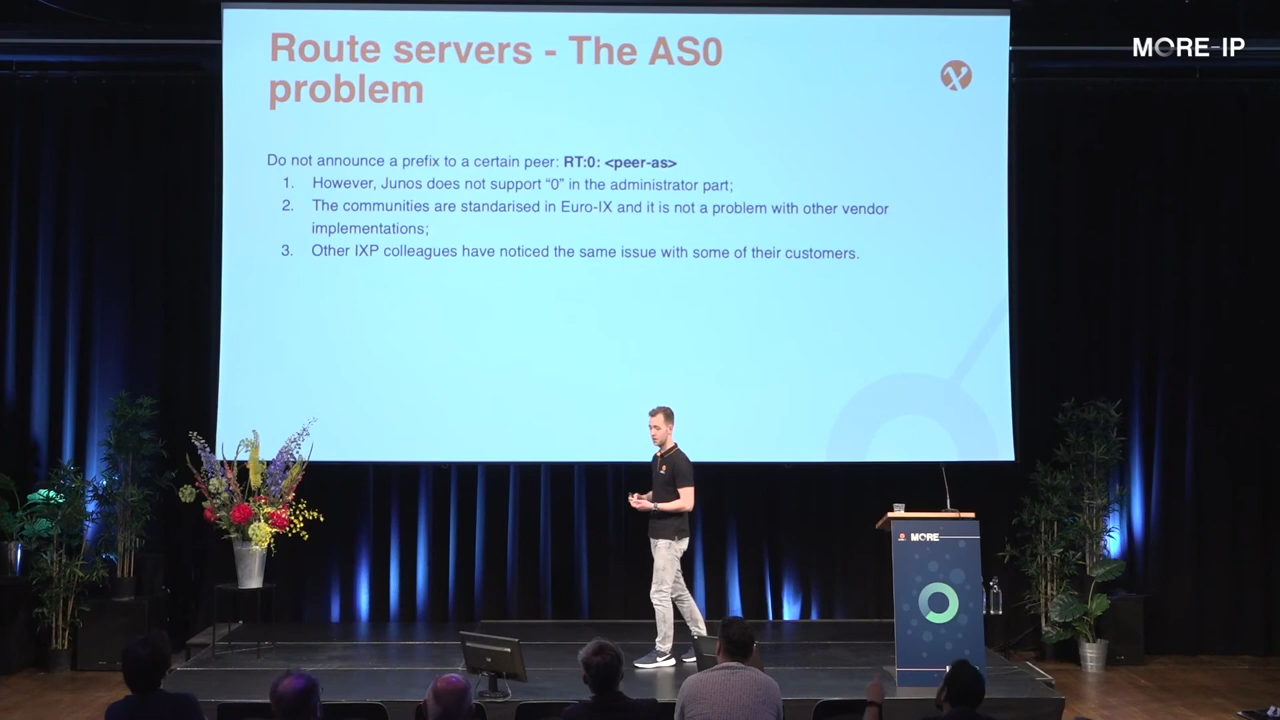 MORE-IP
Route servers - The AS0
problem
Do not announce a prefix to a certain peer: RT:0: <peer-as>
1. However, Junos does not support “0” in the administrator part;
2. The communities are standarised in Euro-IX and it is not a problem with other vendor
implementations;
3. Other IXP colleagues have noticed the same issue with some of their customers.
MORE